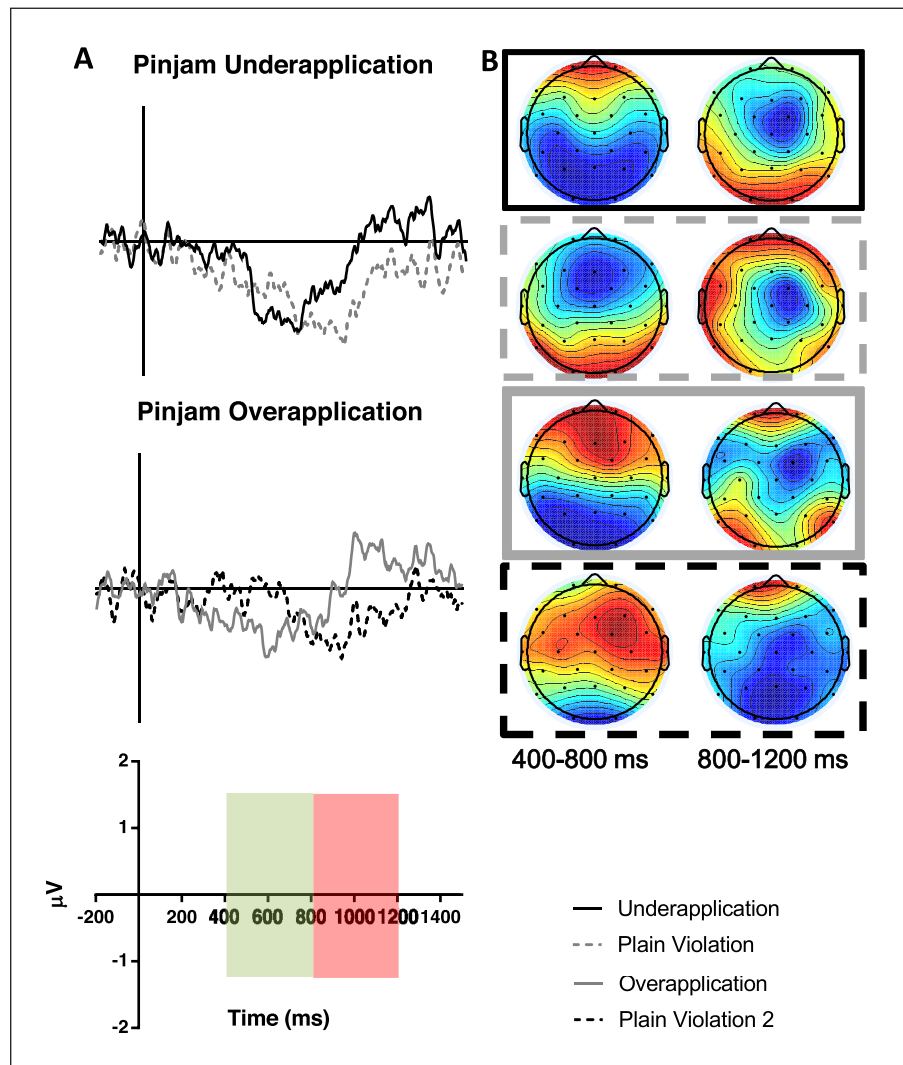 A
B
Pinjam Underapplication
Pinjam Overapplication
400-800 ms
800-1200 ms
2
1
µV
-200
200
400
600
800
1000
1200
1400
-1
-2
Time (ms)
Underapplication
Plain Violation
Overapplication
Plain Violation 2